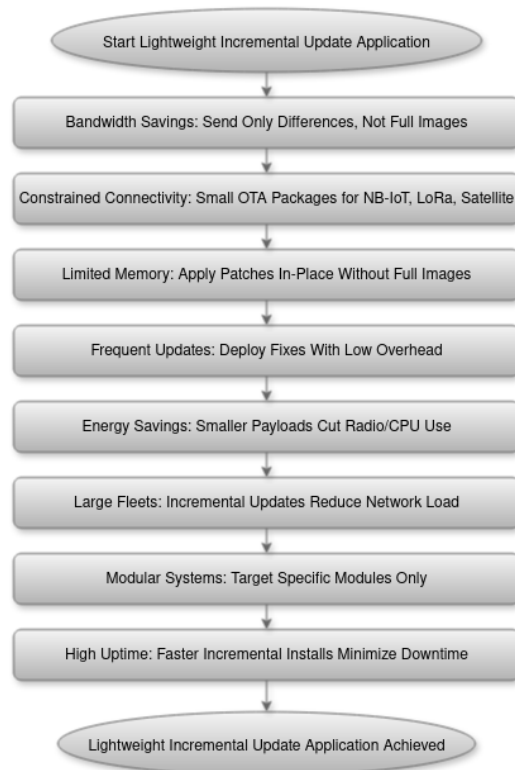 Start Lightweight Incremental Update Application
Bandwidth Savings: Send Only Differences, Not Full Images
Constrained Connectivity: Small OTA Packages for NB-IoT, LoRa, Satellite
Limited Memory: Apply Patches In-Place Without Full Images
Frequent Updates: Deploy Fixes With Low Overhead
Energy Savings: Smaller Payloads Cut Radio/CPU Use
Large Fleets: Incremental Updates Reduce Network Load
Modular Systems: Target Specific Modules Only
High Uptime: Faster Incremental Installs Minimize Downtime
Lightweight Incremental Update Application Achieved